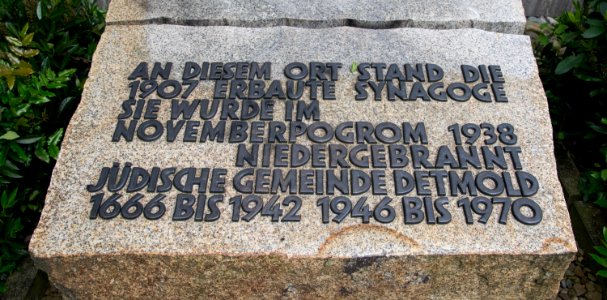 AN DIESEM ORT STAND DIE
1907 ERBAUTE SYNAGOGE
SIE WURDE IM
NOVEMBERPOGROM 1938
NIEDERGEBRANNT
JÜDISCHE GEMEINDE DETMOLD
1666 BIS 1942 1946 BIS 1970